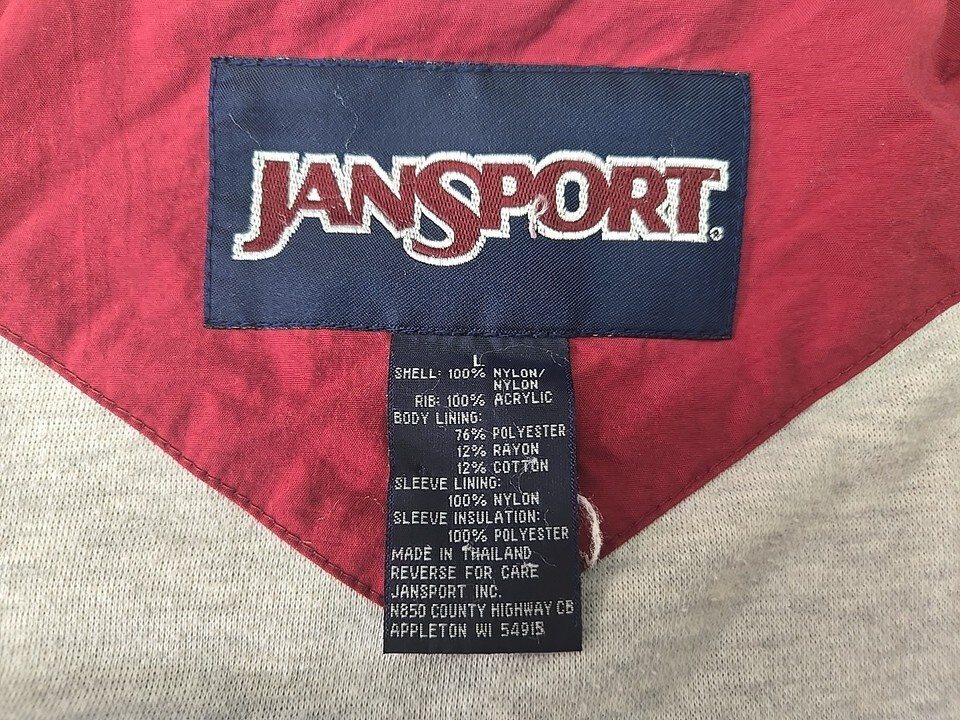 JANSPORT®
L
SHELL: 100% NYLON/
NYLON
RIB: 100% ACRYLIC
BODY LINING:
76% POLYESTER
12% RAYON
12% COTTON
SLEEVE LINING:
100% NYLON
SLEEVE INSULATION:
100% POLYESTER
MADE IN THAILAND
REVERSE FOR CARE
JANSPORT INC.
N850 COUNTY HIGHWAY CB
APPLETON WI 54915